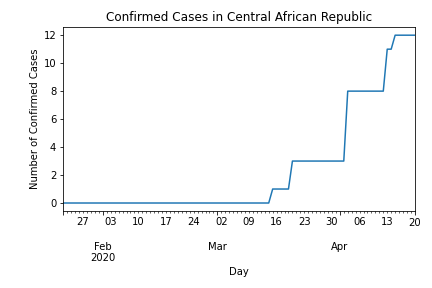 Confirmed Cases in Central African Republic
Number of Confirmed Cases
12
10
8
6
4
2
0
27 03 10 17 24 02 09 16 23 30 06 13 20
Feb Mar Apr
2020
Day